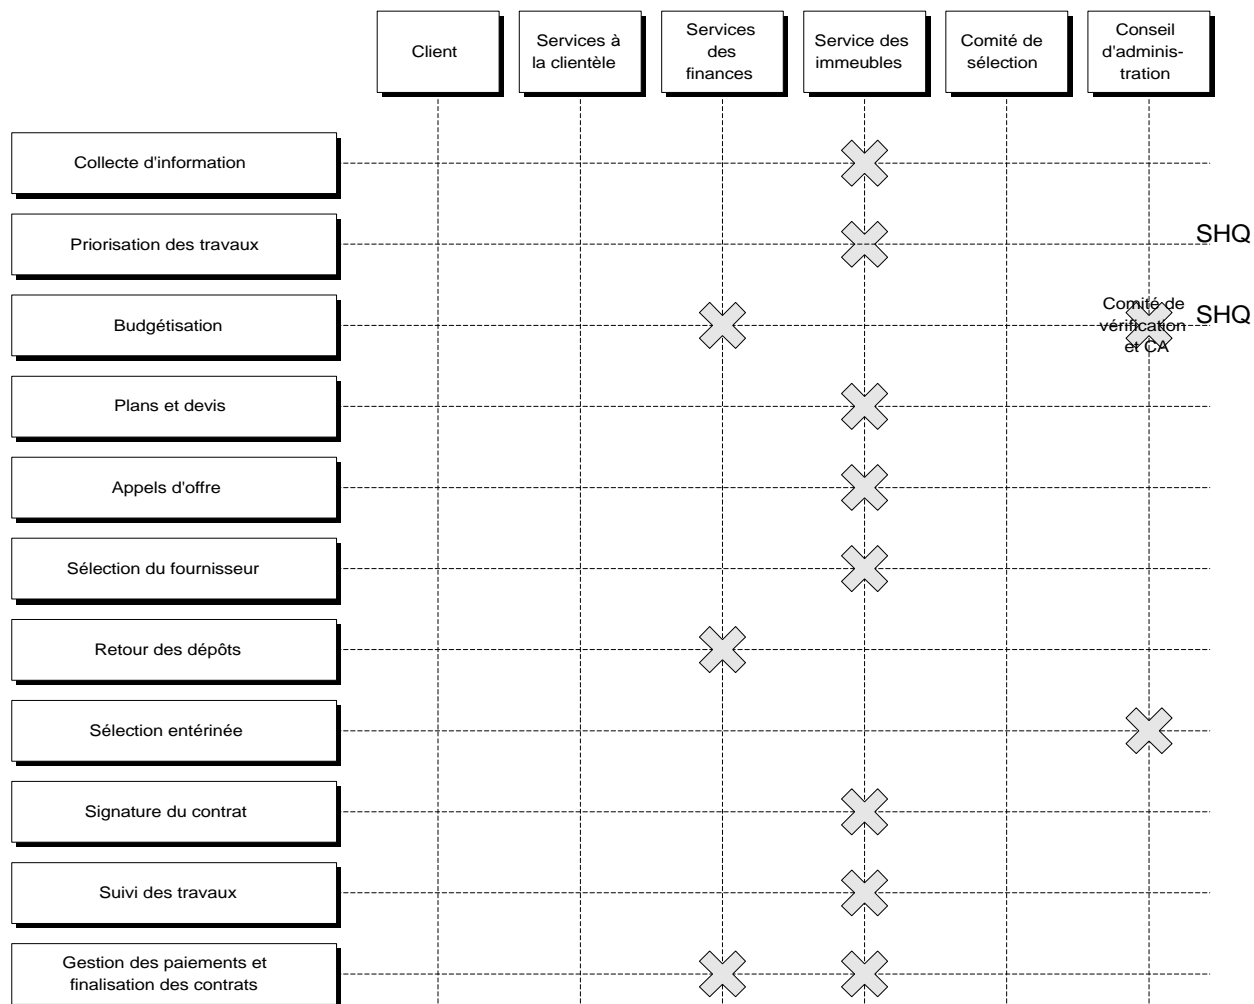 Client
Services à
la clientèle
Services
des
finances
Service des
immeubles
Comité de
sélection
Conseil
d'adminis-
tration
Collecte d'information
Priorisation des travaux
SHQ
Budgétisation
Comité de
vérification
et CA
SHQ
Plans et devis
Appels d'offre
Sélection du fournisseur
Retour des dépôts
Sélection entérinée
Signature du contrat
Suivi des travaux
Gestion des paiements et
finalisation des contrats